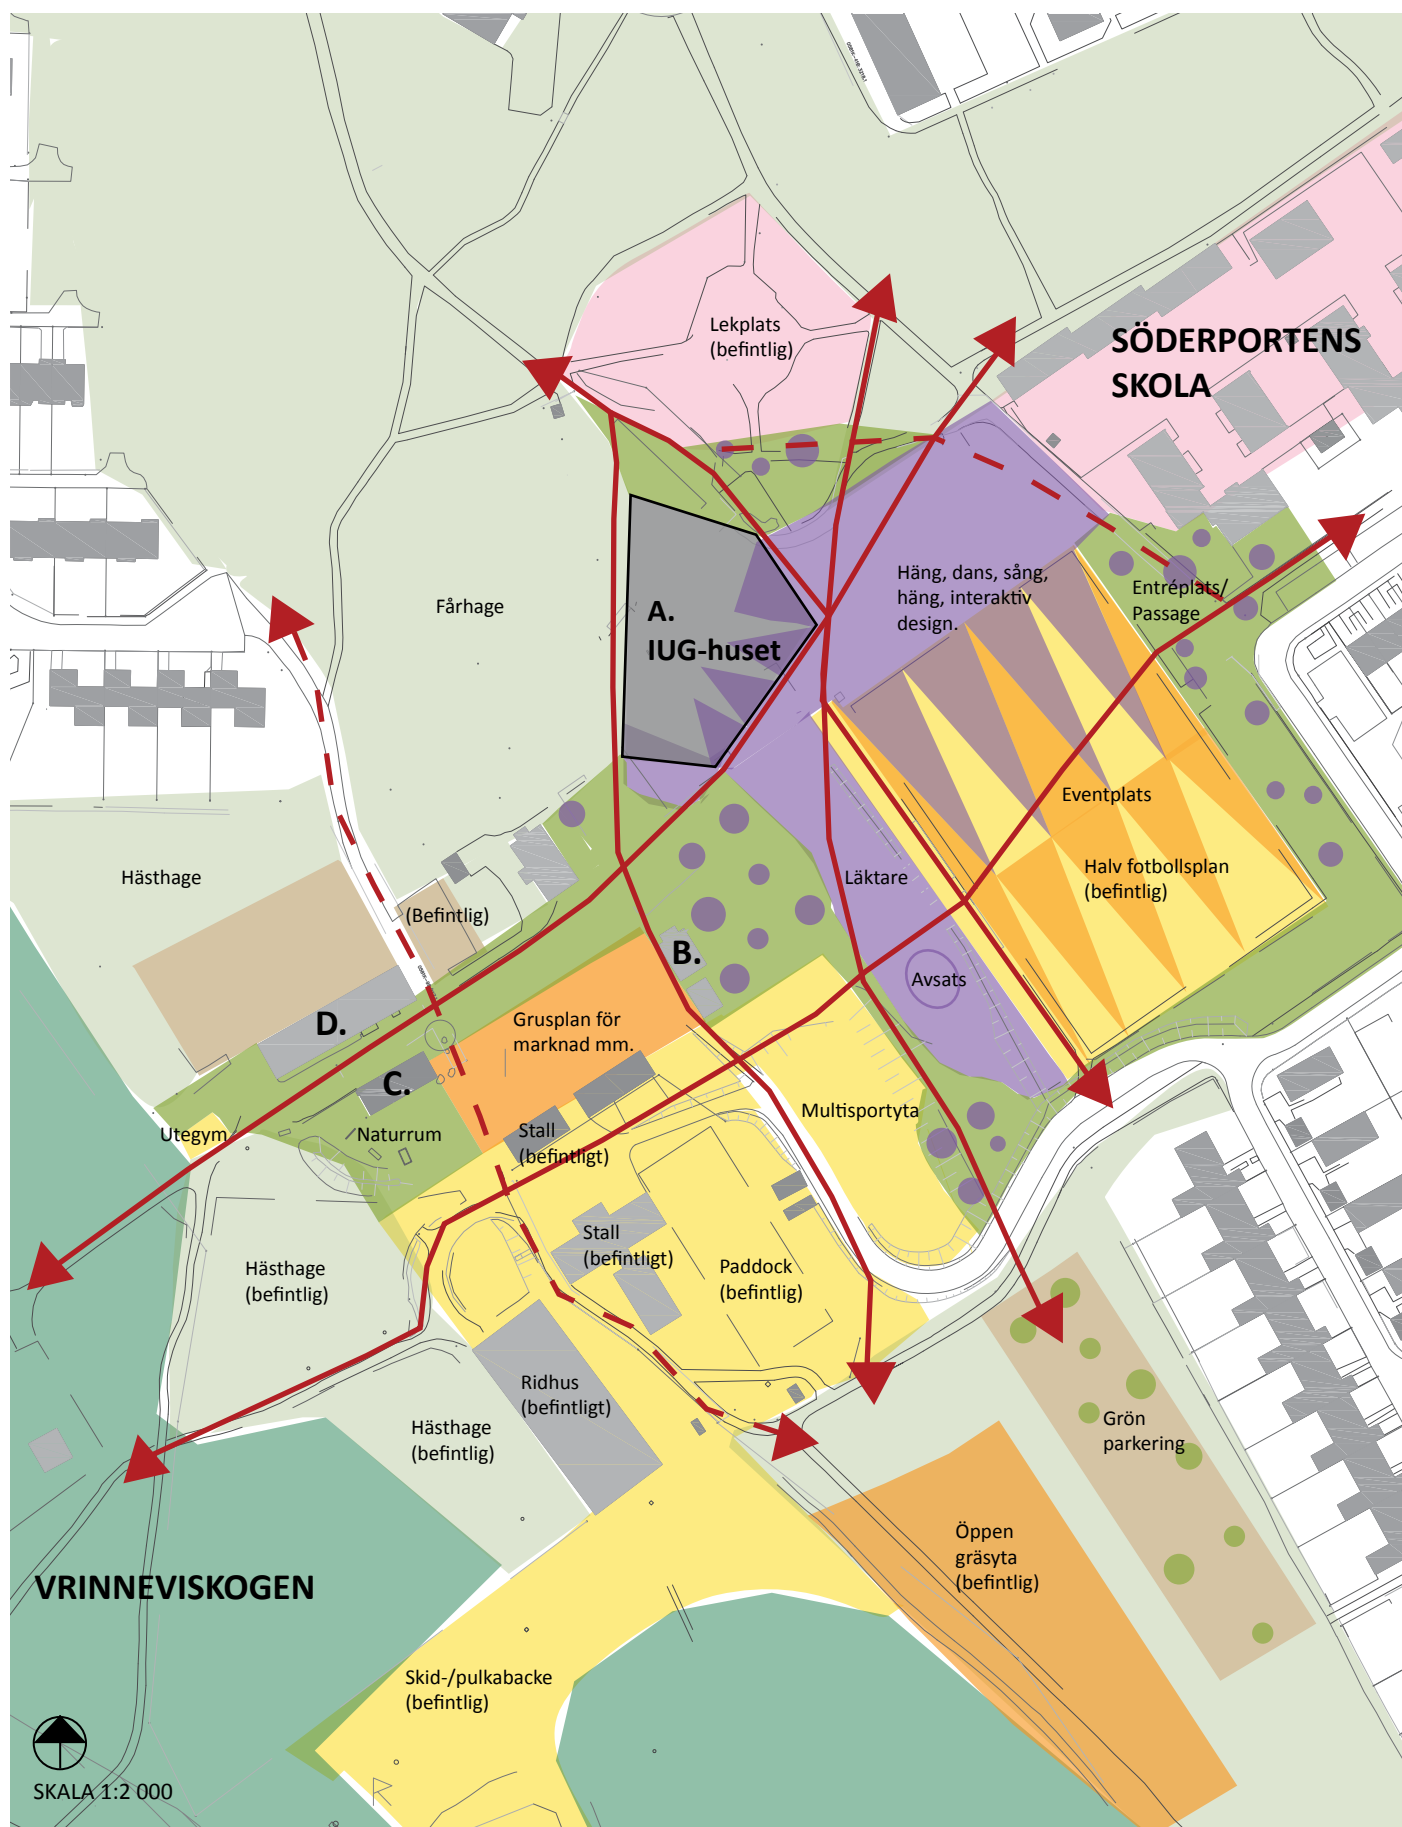 Lekplats
(befintlig)
SÖDERPORTENS
SKOLA
Häng, dans, sång,
häng, interaktiv
design.
Entréplats/
Passage
Fårhage
A.
IUG-huset
Eventplats
Halv fotbollsplan
(befintlig)
Hästhage
(Befintlig)
Läktare
B.
Avsats
D.
Grusplan för
marknad mm.
C.
Utegym
Naturrum
Stall
(befintligt)
Multisportyta
Stall
(befintligt)
Paddock
(befintlig)
Hästhage
(befintlig)
Ridhus
(befintligt)
Hästhage
(befintlig)
Grön
parkering
Öppen
gräsyta
(befintlig)
VRINNEVISKOGEN
Skid-/pulkabacke
(befintlig)
R
SKALA 1:2 000